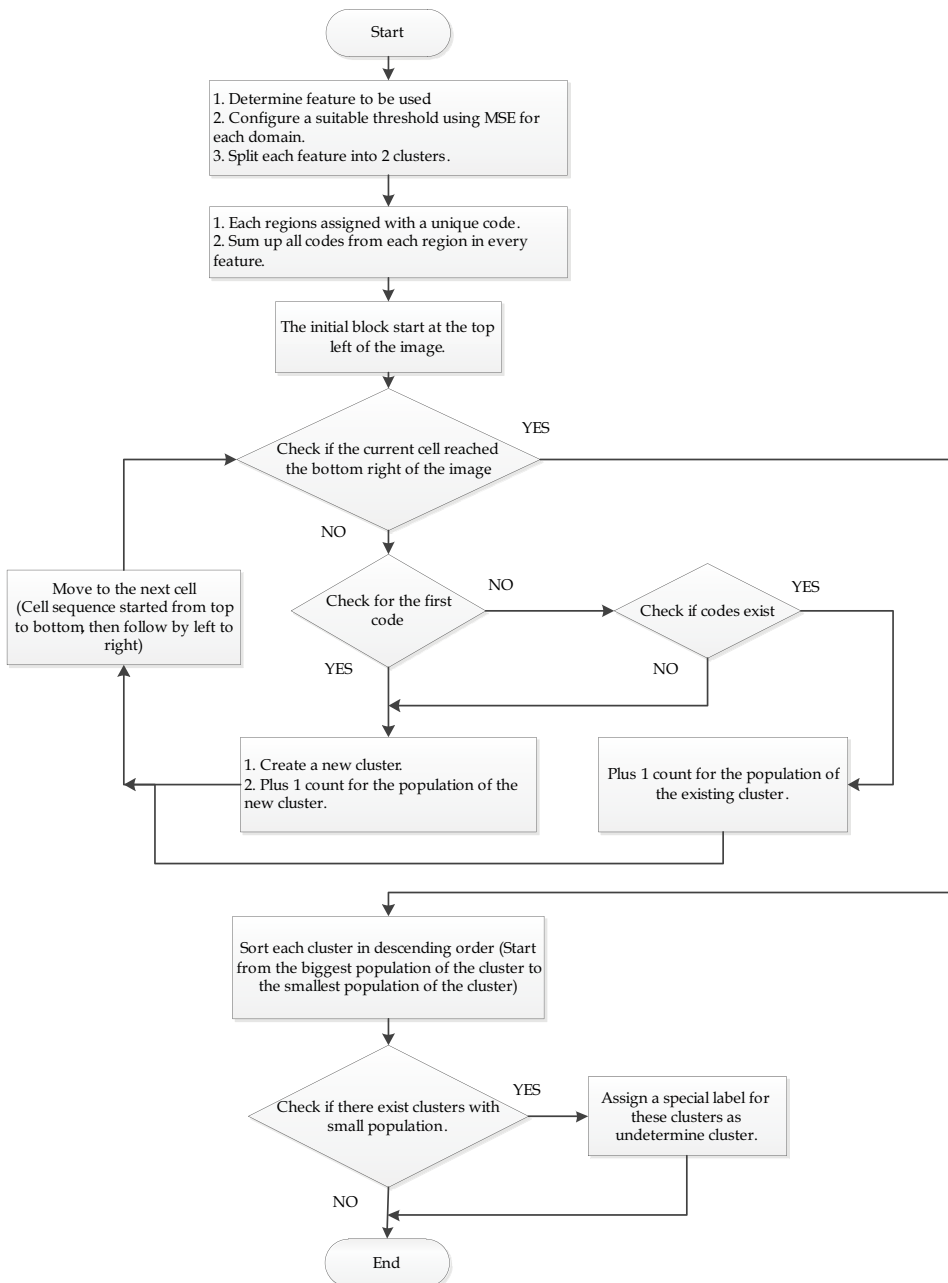 Start
1. Determine feature to be used
2. Configure a suitable threshold using MSE for
each domain.
3. Split each feature into 2 clusters.
1. Each regions assigned with a unique code.
2. Sum up all codes from each region in every
feature.
The initial block start at the top
left of the image.
YES
Check if the current cell reached
the bottom right of the image
NO
Move to the next cell
(Cell sequence started from top
to bottom, then follow by left to
right)
Check for the first
code
NO
YES
Check if codes exist
YES
NO
1. Create a new cluster.
2. Plus 1 count for the population of the
new cluster.
Plus 1 count for the population of
the existing cluster.
Sort each cluster in descending order (Start
from the biggest population of the cluster to
the smallest population of the cluster)
Check if there exist clusters with
small population.
YES
Assign a special label for
these clusters as
undetermine cluster.
NO
End